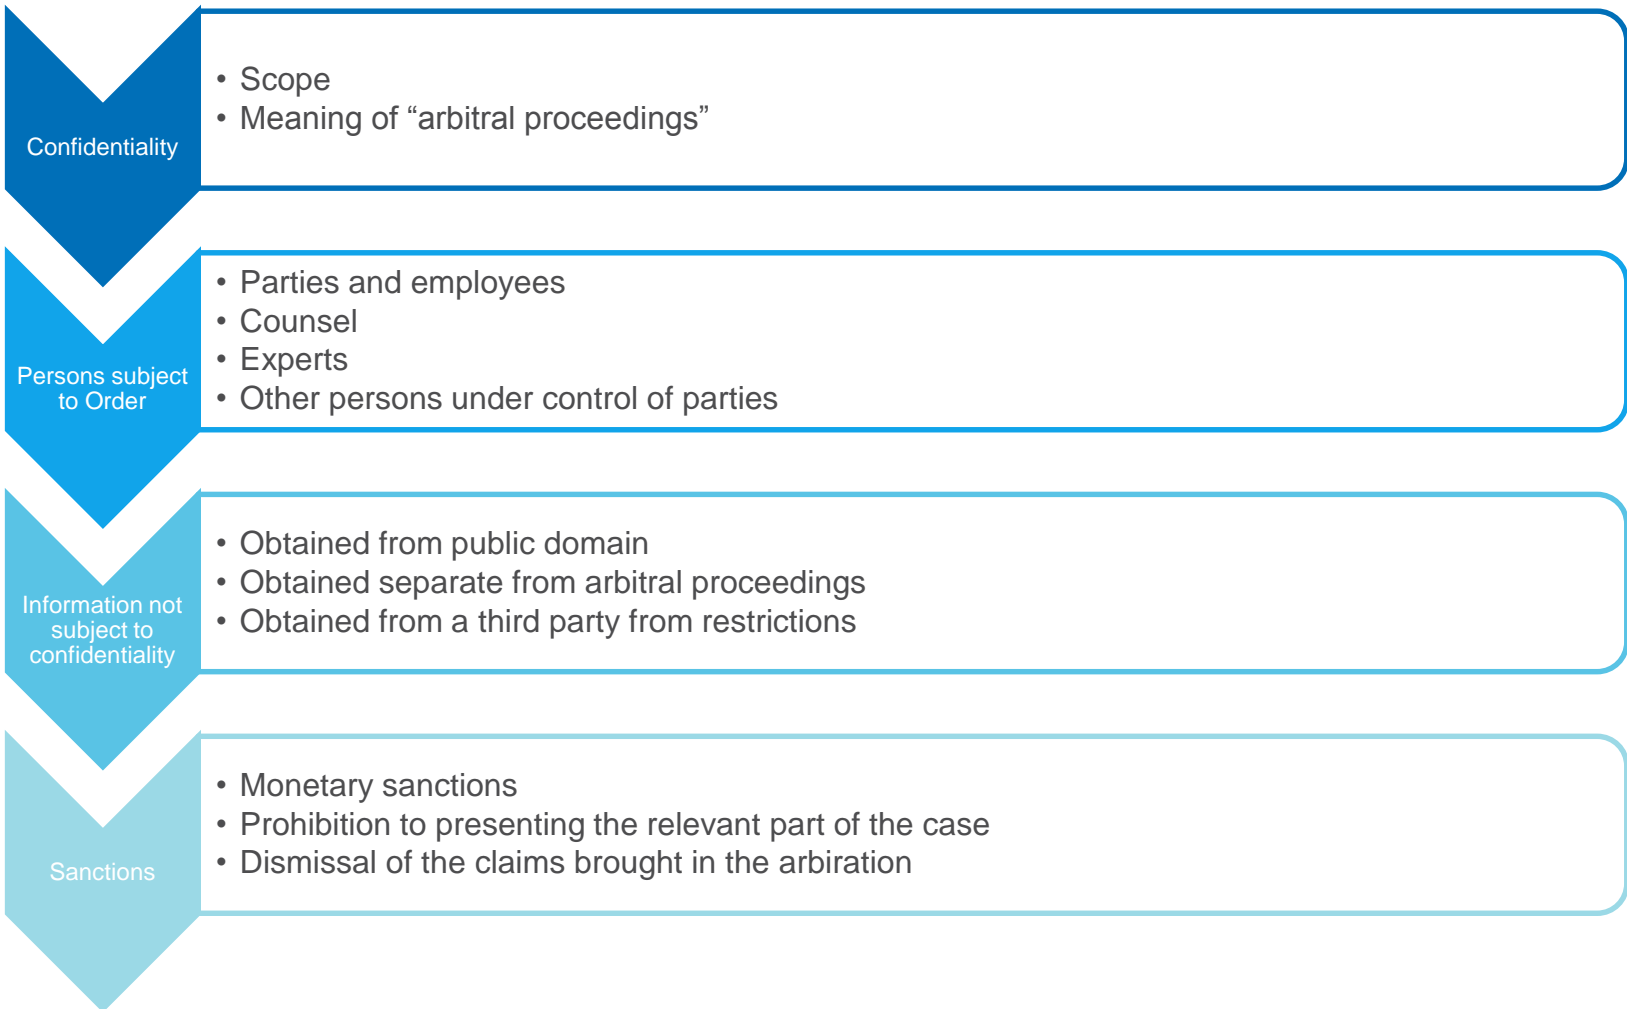 Confidentiality
• Scope
• Meaning of “arbitral proceedings”
Persons subject
to Order
• Parties and employees
• Counsel
• Experts
• Other persons under control of parties
Information not
subject to
confidentiality
• Obtained from public domain
• Obtained separate from arbitral proceedings
• Obtained from a third party from restrictions
Sanctions
• Monetary sanctions
• Prohibition to presenting the relevant part of the case
• Dismissal of the claims brought in the arbiration